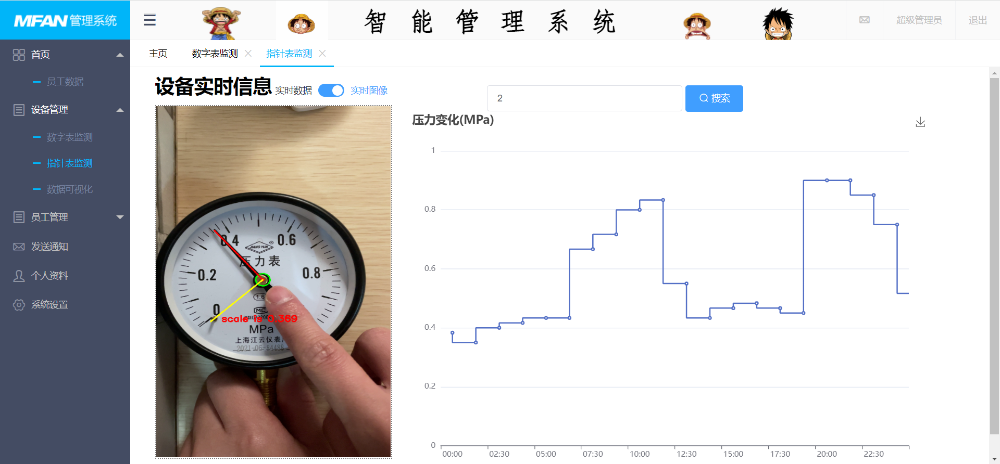 MFAN 管理系统
智能管理系统
超级管理员
退出
首页
员工数据
设备管理
数字表监测
指针表监测
数据可视化
员工管理
发送通知
个人资料
系统设置
主页
数字表监测
指针表监测
设备实时信息
实时数据
实时图像
2
搜索
0.4
0.6
JIANG YUN
®
压力表
0.2
0.8
1.6
0
MC
scale is 0.369
MPa
上海江云仪表
2021-06-84488
压力变化(MPa)
1
0.8
0.6
0.4
0.2
0
00:00
02:30
05:00
07:30
10:00
12:30
15:00
17:30
20:00
22:30